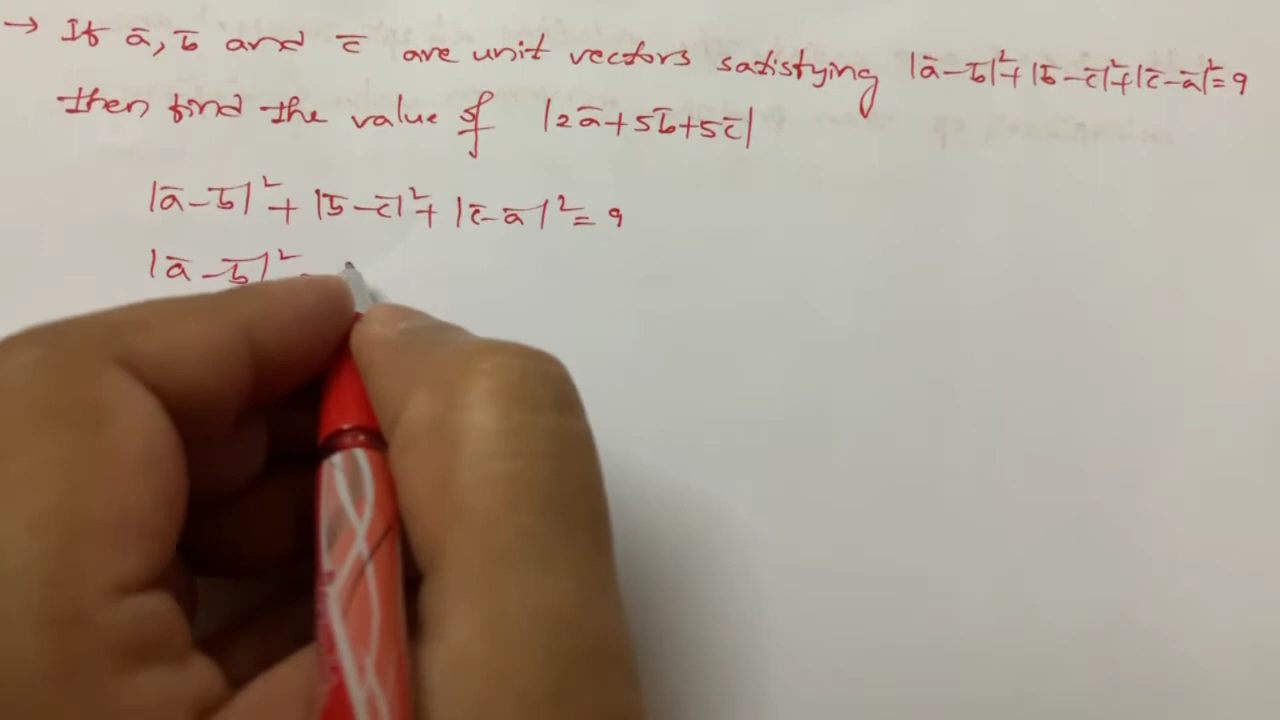 → If ā, b̄ and c̄ are unit vectors satisfying |ā-b̄|²+|b̄-c̄|²+|c̄-ā|²=9
then find the value of |2ā+5b̄+5c̄|
|ā-b̄|²+|b̄-c̄|²+|c̄-ā|²=9
|ā-b̄|²